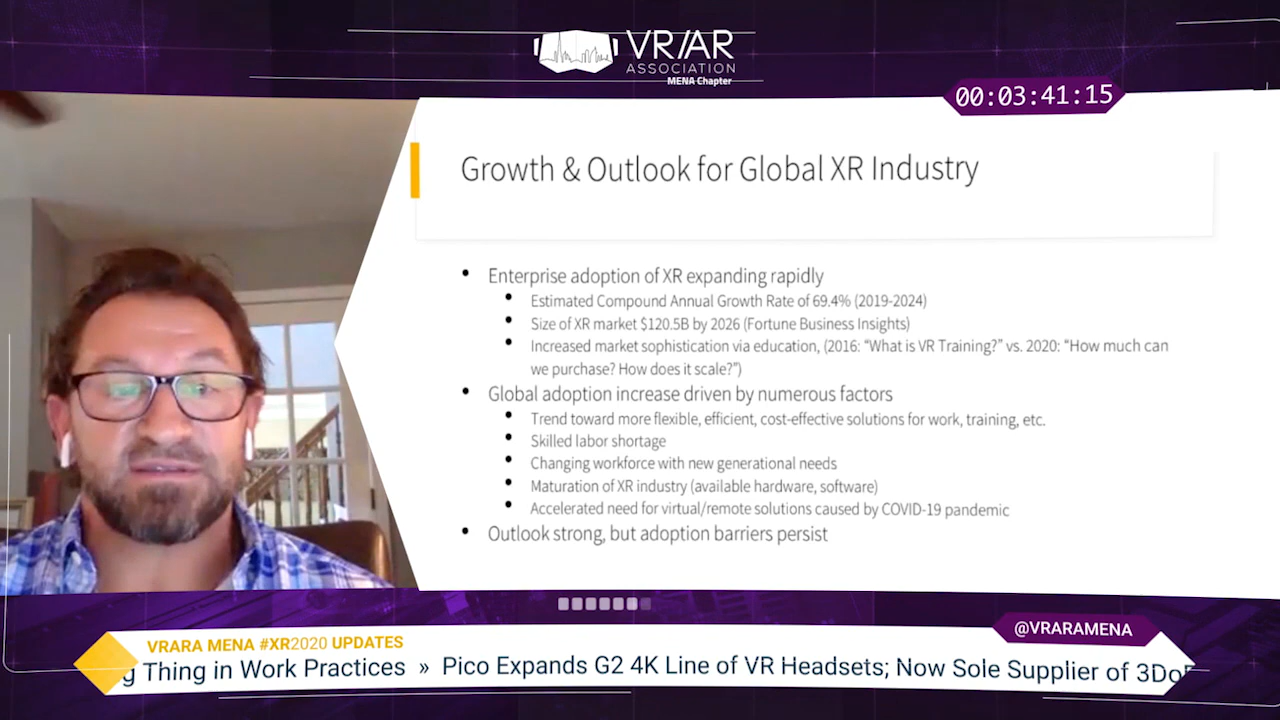 VR/AR
ASSOCIATION
MENA Chapter
00:03:41:15
Growth & Outlook for Global XR Industry
• Enterprise adoption of XR expanding rapidly
• Estimated Compound Annual Growth Rate of 69.4% (2019-2024)
• Size of XR market $120.5B by 2026 (Fortune Business Insights)
• Increased market sophistication via education, (2016: “What is VR Training?” vs. 2020: “How much can
we purchase? How does it scale?”)
• Global adoption increase driven by numerous factors
• Trend toward more flexible, efficient, cost-effective solutions for work, training, etc.
• Skilled labor shortage
• Changing workforce with new generational needs
• Maturation of XR industry (available hardware, software)
• Accelerated need for virtual/remote solutions caused by COVID-19 pandemic
• Outlook strong, but adoption barriers persist
@VRARAMENA
VRARA MENA #XR2020 UPDATES
g Thing in Work Practices » Pico Expands G2 4K Line of VR Headsets; Now Sole Supplier of 3Do